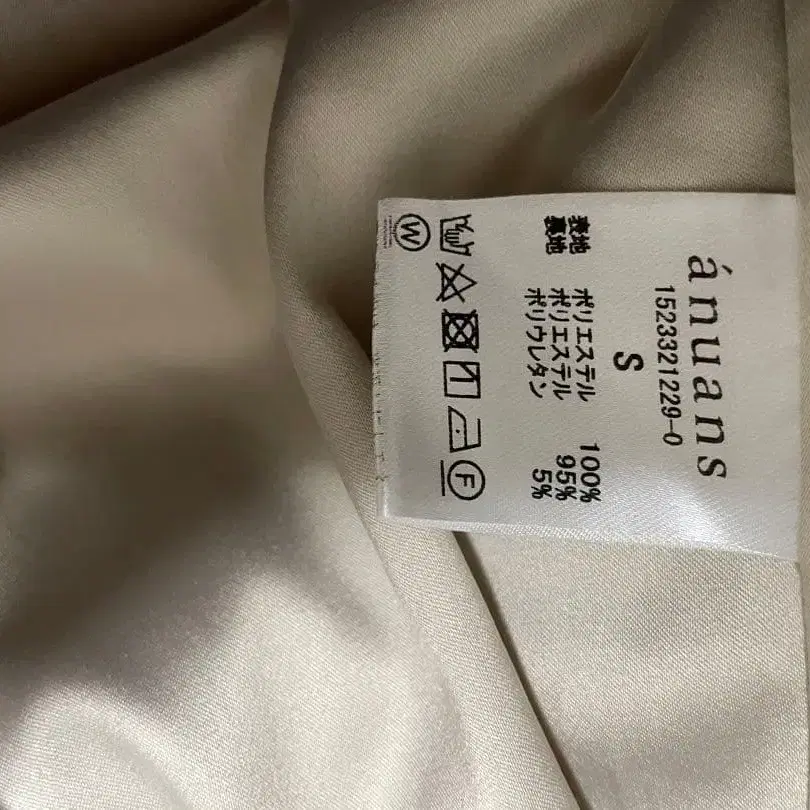 ánuans
1523321229-0
S
表地 ポリエステル 100%
裏地 ポリエステル 95%
ポリウレタン 5%
F
W